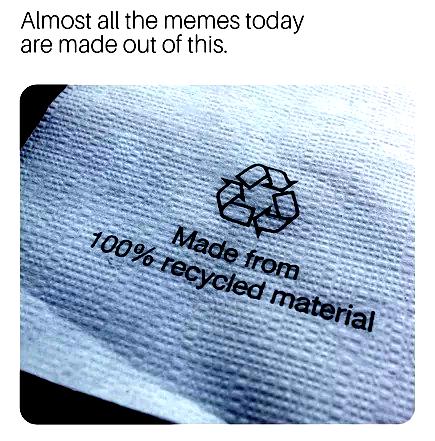 Almost all the memes today
are made out of this.
Made from
100% recycled material